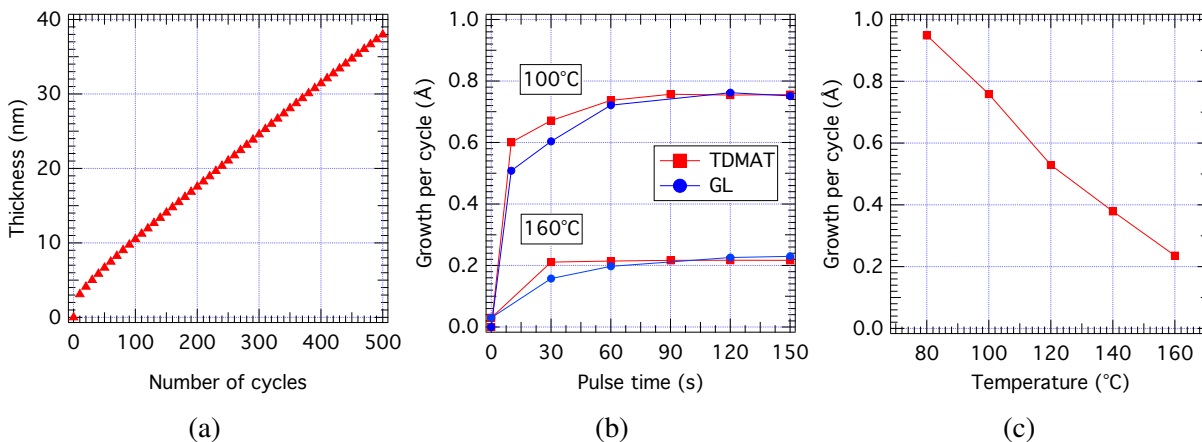 40
30
20
10
0
Thickness (nm)
0 100 200 300 400 500
Number of cycles
(a)
1.0
0.8
0.6
0.4
0.2
0.0
Growth per cycle (Å)
100°C
TDMAT
GL
160°C
0 30 60 90 120 150
Pulse time (s)
(b)
1.0
0.8
0.6
0.4
0.2
0.0
Growth per cycle (Å)
80 100 120 140 160
Temperature (°C)
(c)